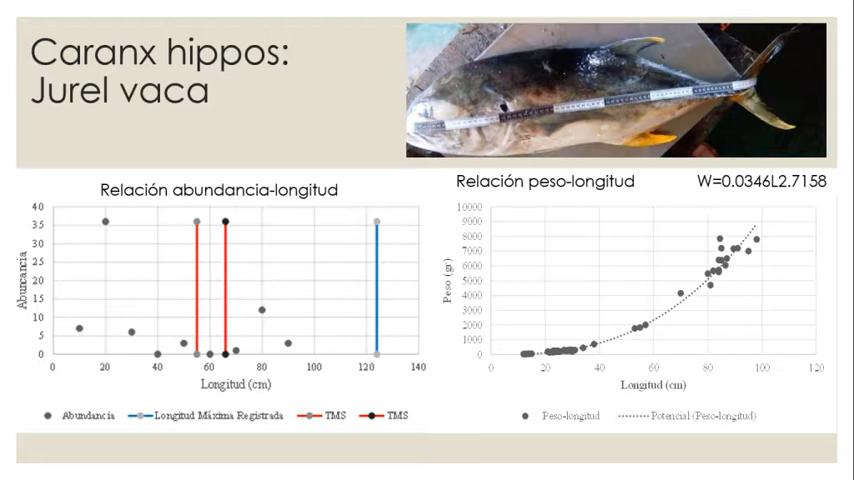 Caranx hippos:
Jurel vaca
Relación abundancia-longitud
40
35
30
25
20
15
10
5
0
Abundancia
0 20 40 60 80 100 120 140
Longitud (cm)
Abundancia Longitud Máxima Registrada TMS TMS
Relación peso-longitud W=0.0346L2.7158
10000
9000
8000
7000
6000
5000
4000
3000
2000
1000
0
Peso (gr)
0 20 40 60 80 100 120
Longitud (cm)
Peso-longitud Potencial (Peso-longitud)